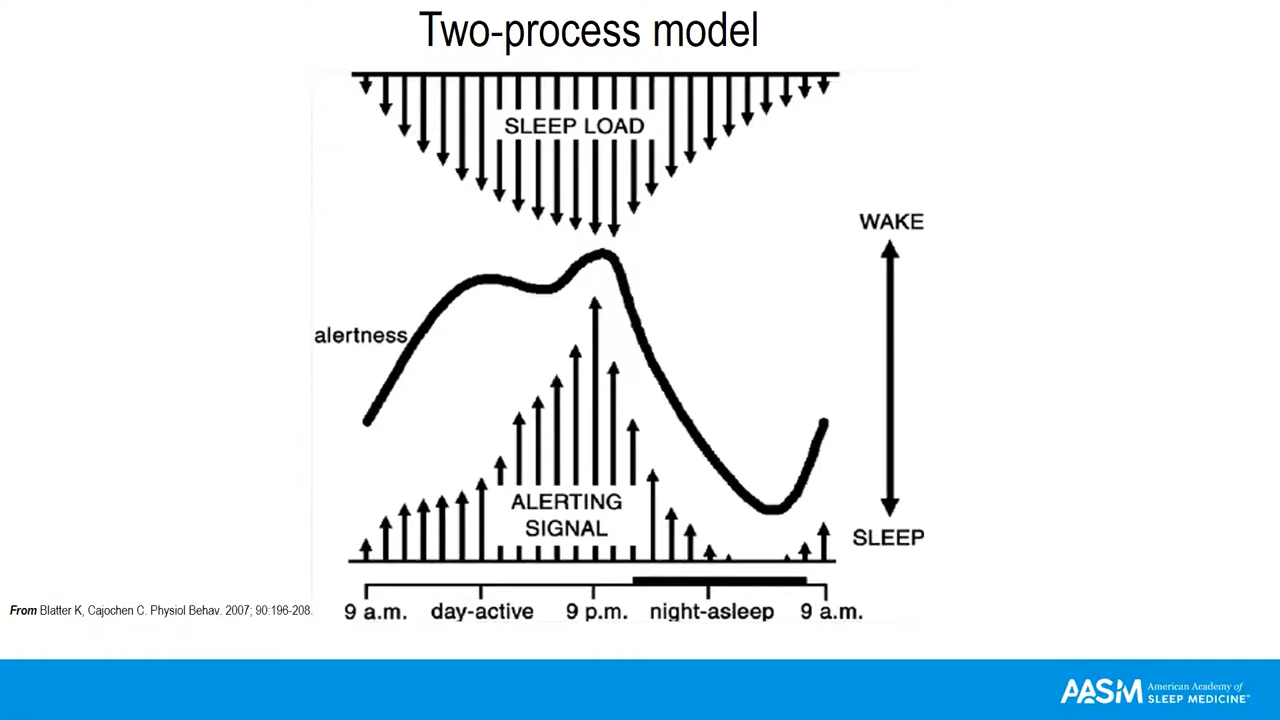 Two-process model
SLEEP LOAD
WAKE
alertness
ALERTING
SIGNAL
SLEEP
From Blatter K, Cajochen C. Physiol Behav. 2007; 90:196-208.
9 a.m. day-active 9 p.m. night-asleep 9 a.m.
AASM American Academy of
SLEEP MEDICINE™